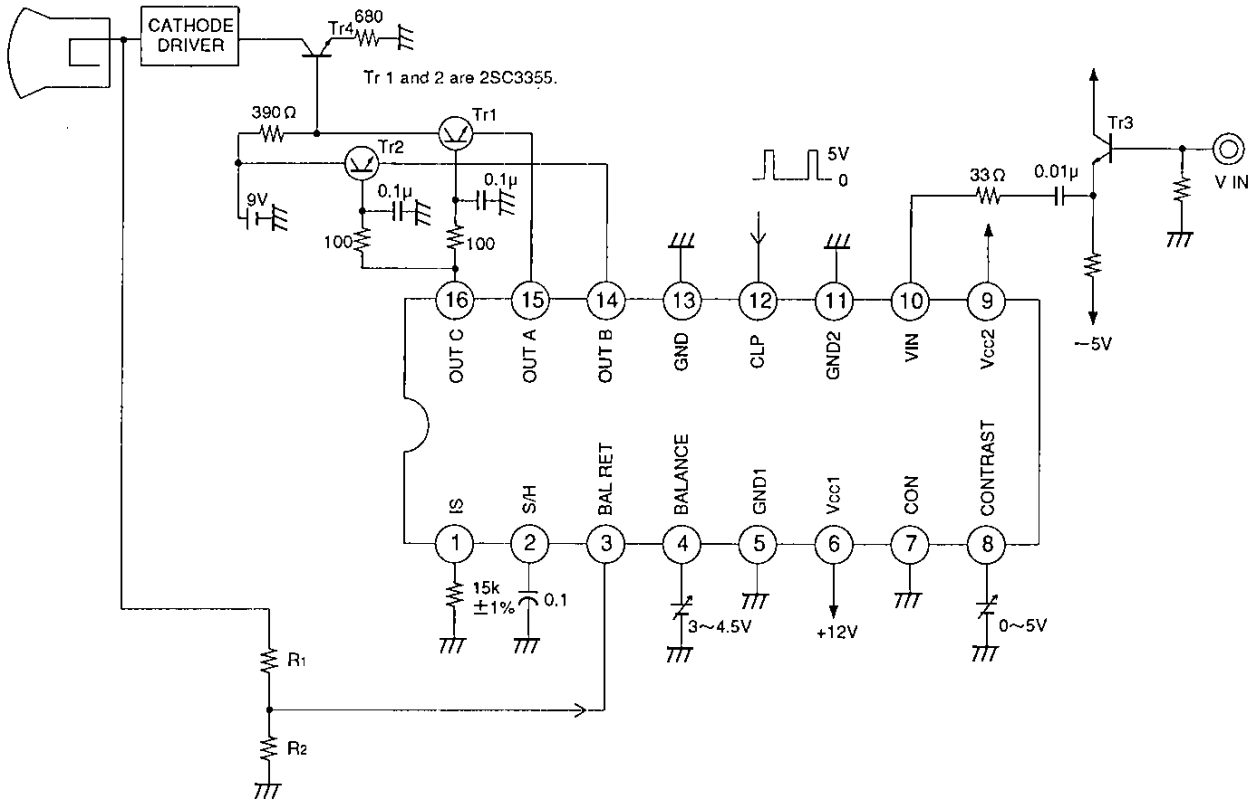 CATHODE
DRIVER
Tr4
680
Tr 1 and 2 are 2SC3355.
390 Ω
Tr1
Tr2
9V
0.1μ
0.1μ
100
100
5V
0
Tr3
33 Ω
0.01μ
V IN
−5V
16
15
14
13
12
11
10
9
OUT C
OUT A
OUT B
GND
CLP
GND2
VIN
Vcc2
IS
S/H
BAL RET
BALANCE
GND1
Vcc1
CON
CONTRAST
1
2
3
4
5
6
7
8
15k
±1%
0.1
3〜4.5V
+12V
0〜5V
R1
R2